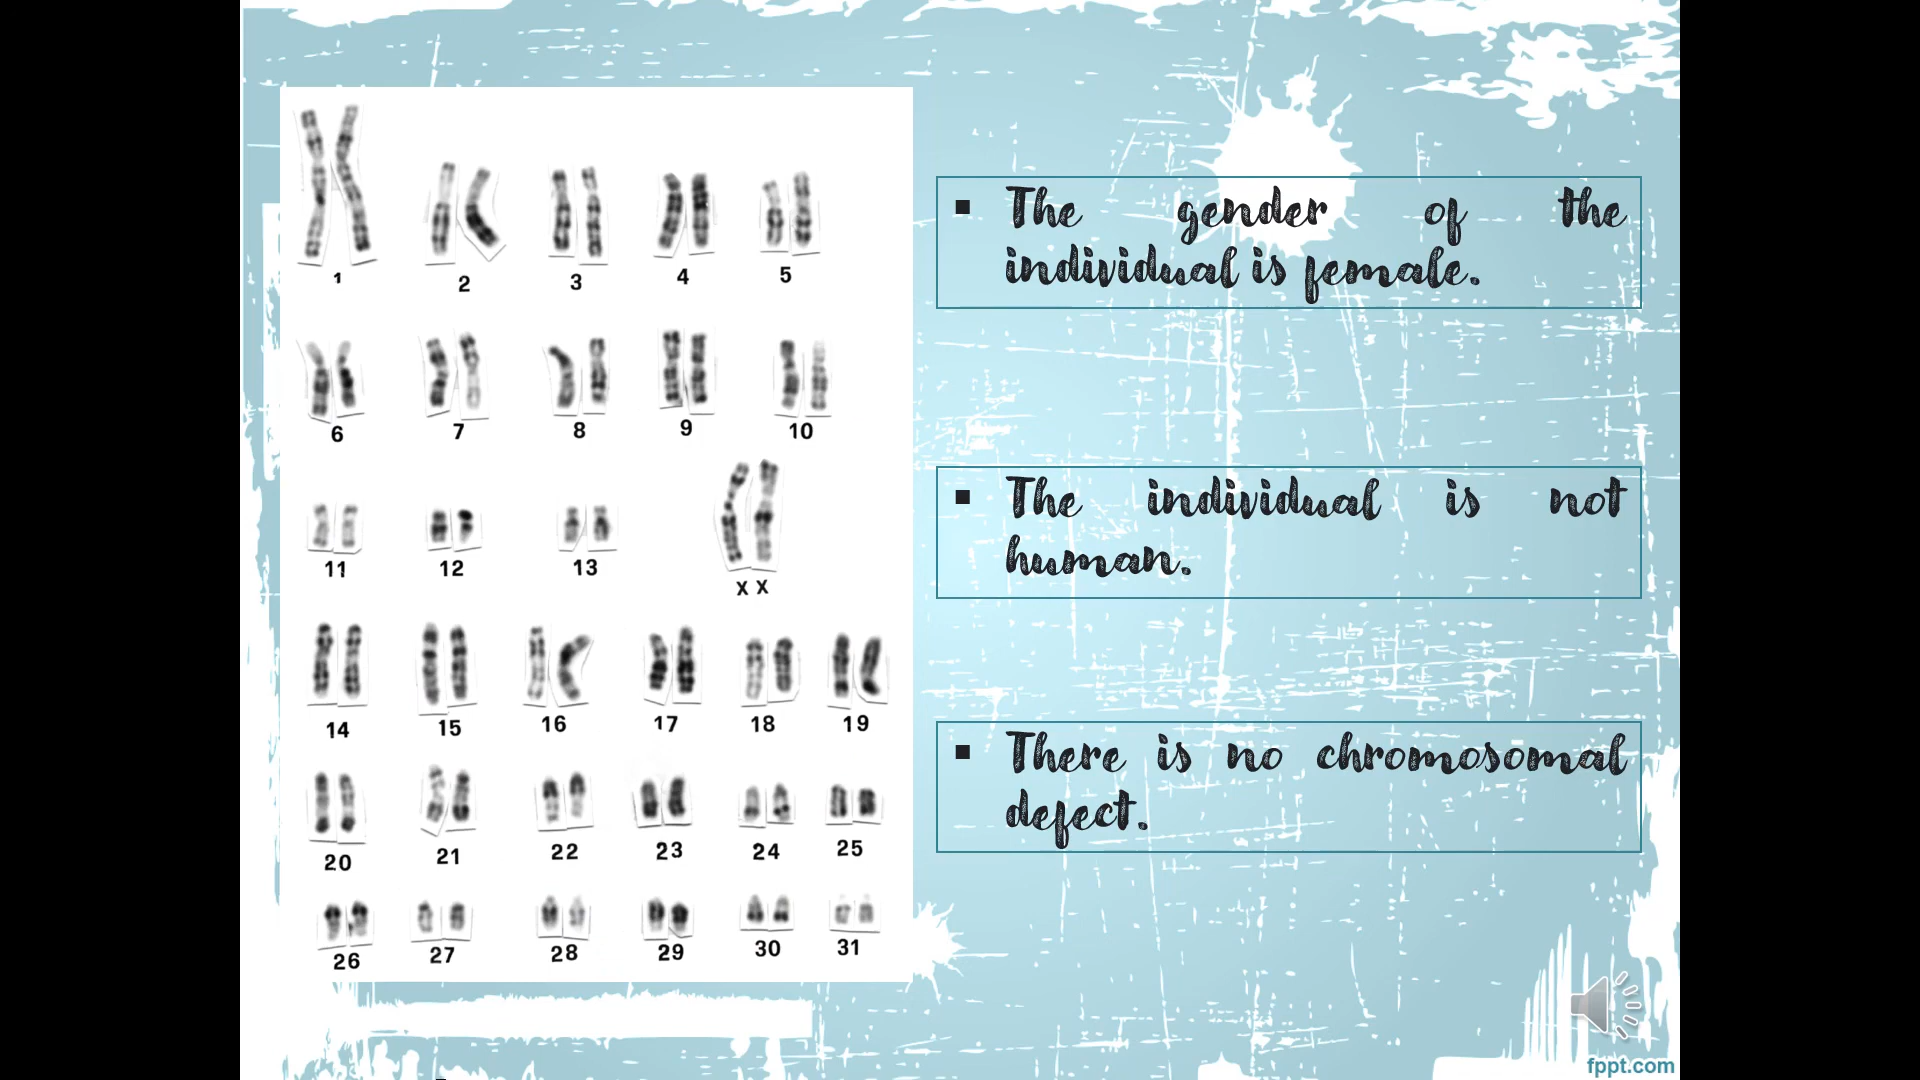 1 2 3 4 5
6 7 8 9 10
11 12 13 X X
14 15 16 17 18 19
20 21 22 23 24 25
26 27 28 29 30 31
▪ The gender of the
individual is female.
▪ The individual is not
human.
▪ There is no chromosomal
defect.
fppt.com